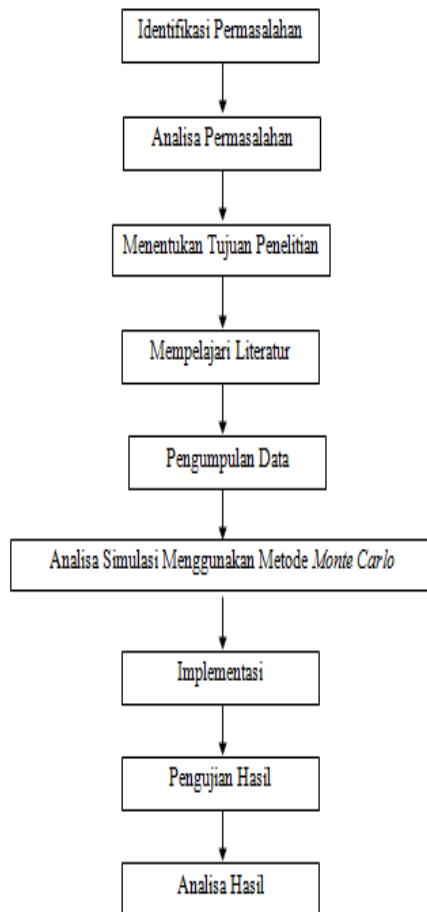 Identifikasi Permasalahan
Analisa Permasalahan
Menentukan Tujuan Penelitian
Mempelajari Literatur
Pengumpulan Data
Analisa Simulasi Menggunakan Metode Monte Carlo
Implementasi
Pengujian Hasil
Analisa Hasil